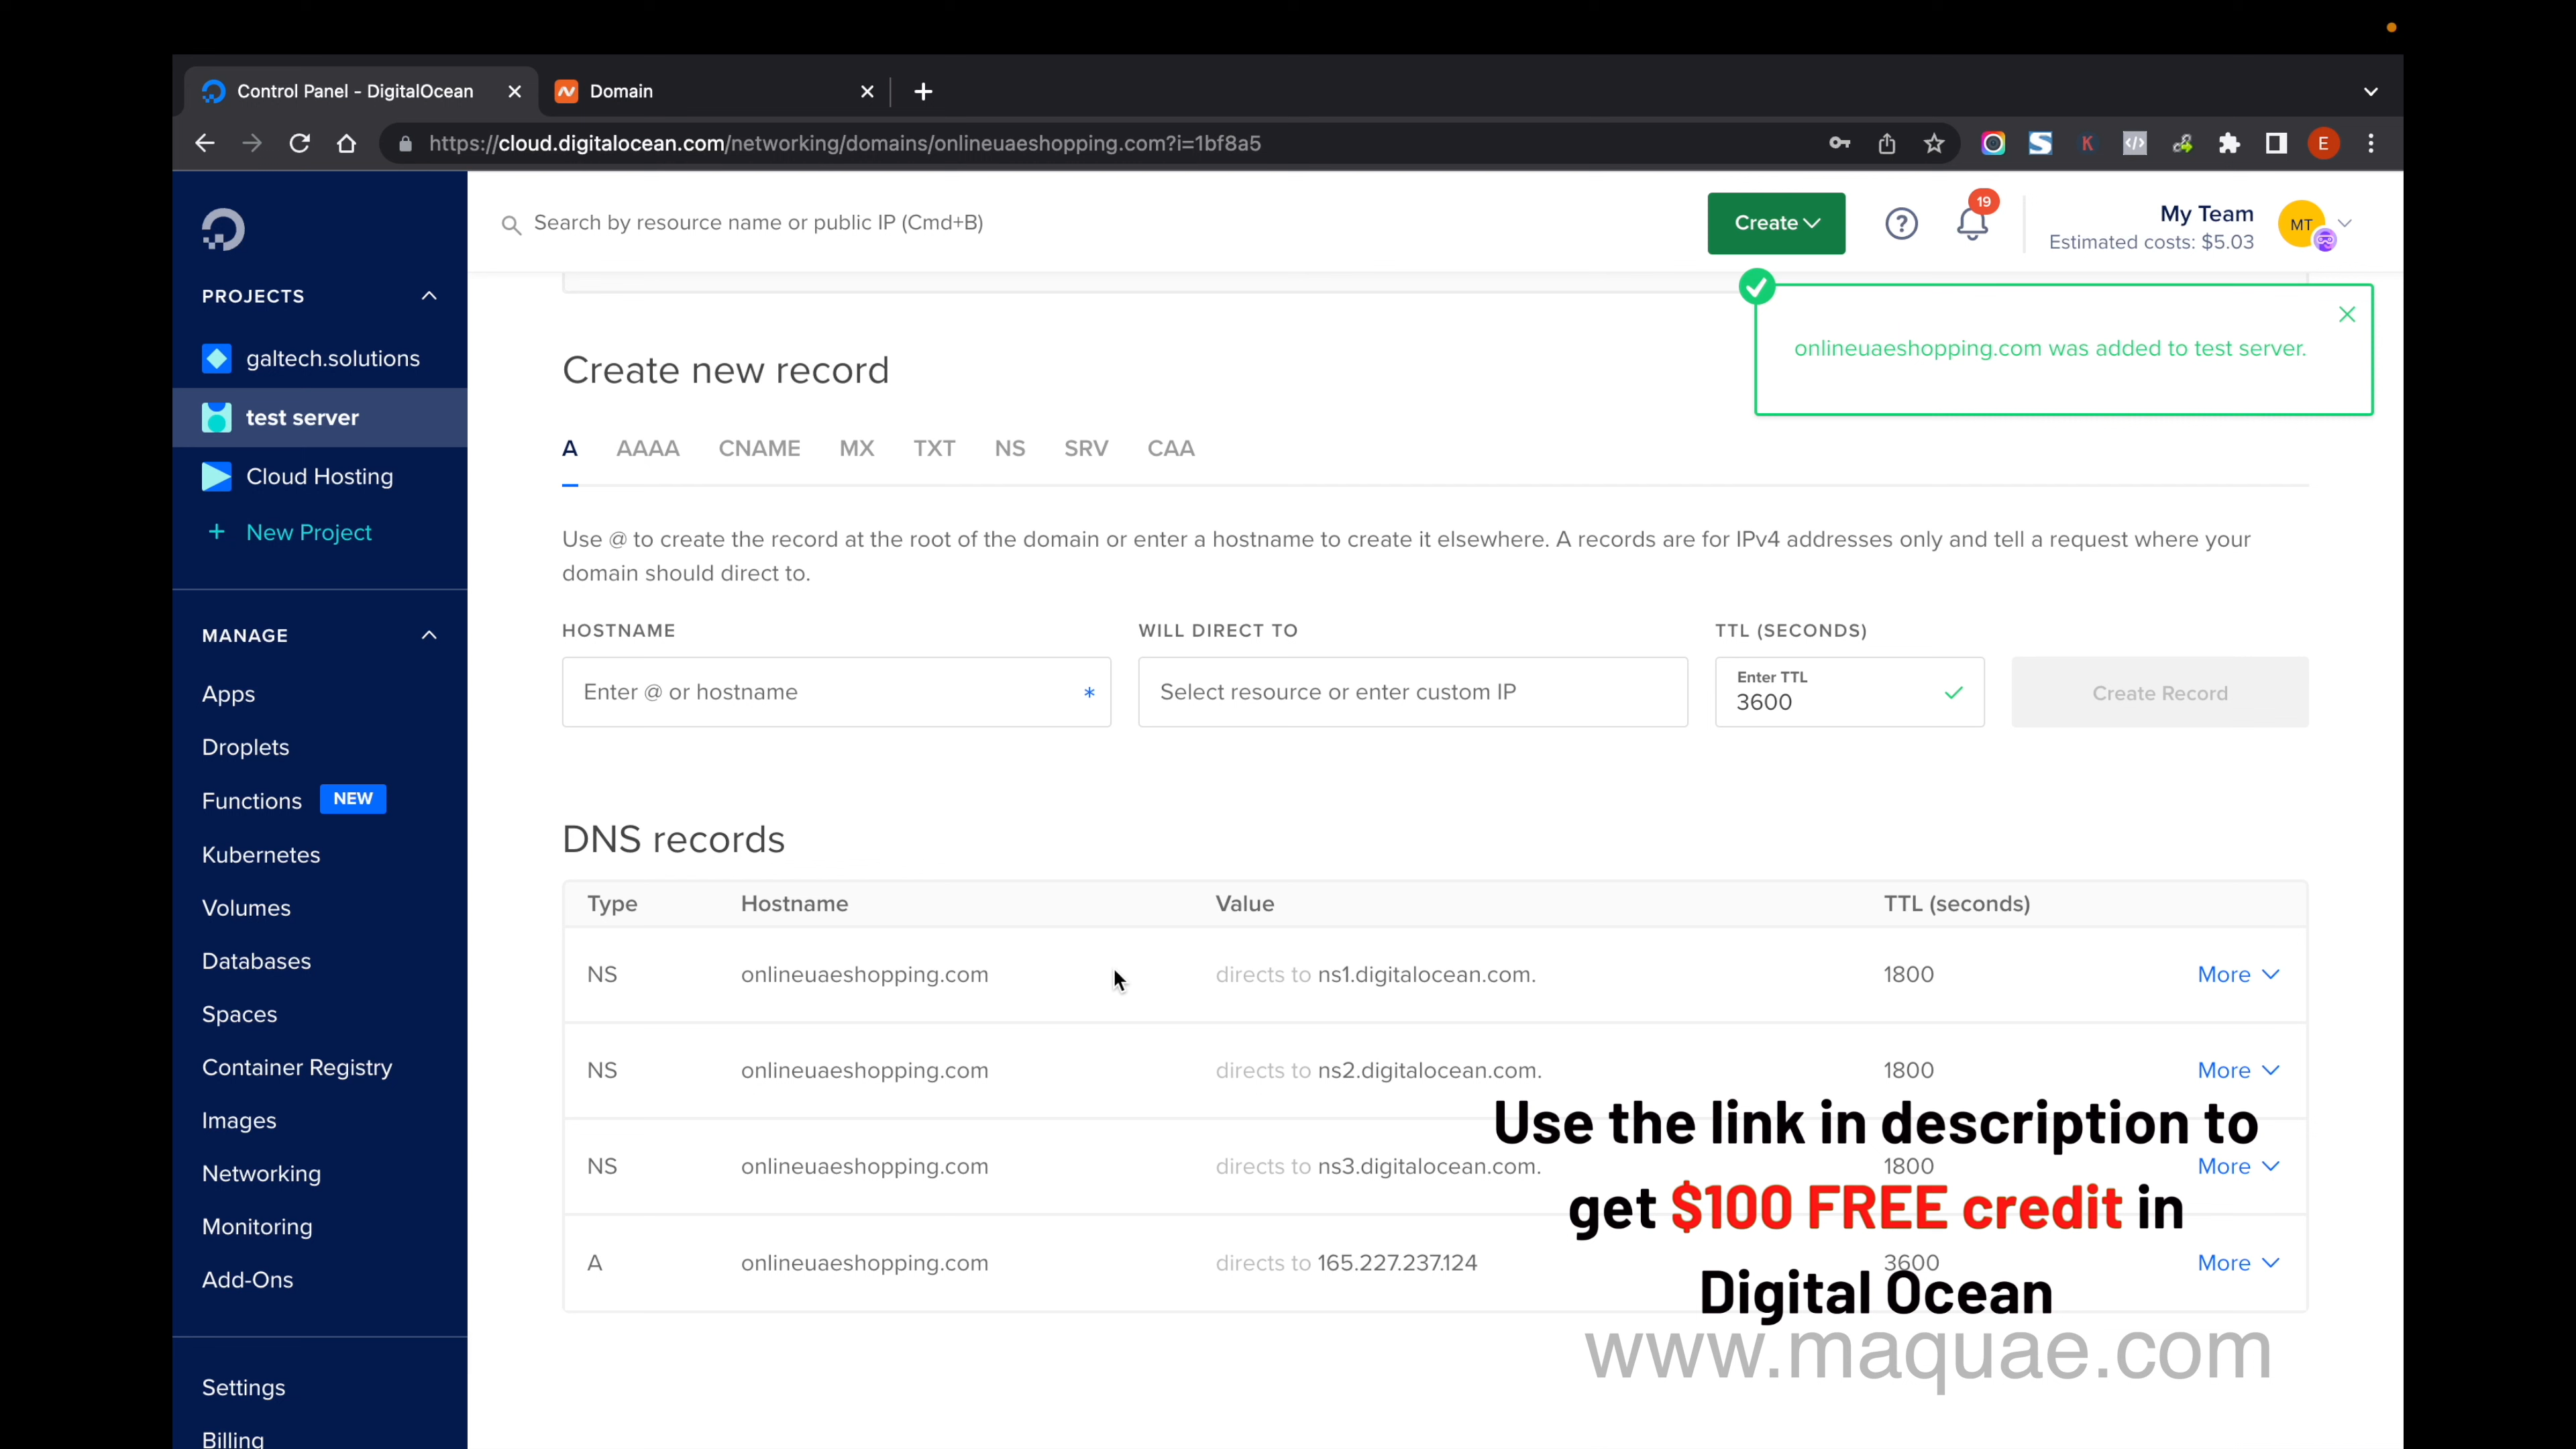 Control Panel - DigitalOcean
Domain
https://cloud.digitalocean.com/networking/domains/onlineuaeshopping.com?i=1bf8a5
E
Search by resource name or public IP (Cmd+B)
Create
19
My Team
Estimated costs: $5.03
MT
PROJECTS
galtech.solutions
test server
Cloud Hosting
+ New Project
MANAGE
Apps
Droplets
Functions NEW
Kubernetes
Volumes
Databases
Spaces
Container Registry
Images
Networking
Monitoring
Add-Ons
Settings
Billing
onlineuaeshopping.com was added to test server.
Create new record
A AAAA CNAME MX TXT NS SRV CAA
Use @ to create the record at the root of the domain or enter a hostname to create it elsewhere. A records are for IPv4 addresses only and tell a request where your
domain should direct to.
HOSTNAME WILL DIRECT TO TTL (SECONDS)
Enter @ or hostname *
Select resource or enter custom IP
Enter TTL
3600
Create Record
DNS records
Type Hostname Value TTL (seconds)
NS onlineuaeshopping.com directs to ns1.digitalocean.com. 1800 More
NS onlineuaeshopping.com directs to ns2.digitalocean.com. 1800 More
NS onlineuaeshopping.com directs to ns3.digitalocean.com. 1800 More
A onlineuaeshopping.com directs to 165.227.237.124 3600 More
Use the link in description to
get $100 FREE credit in
Digital Ocean
www.maquae.com